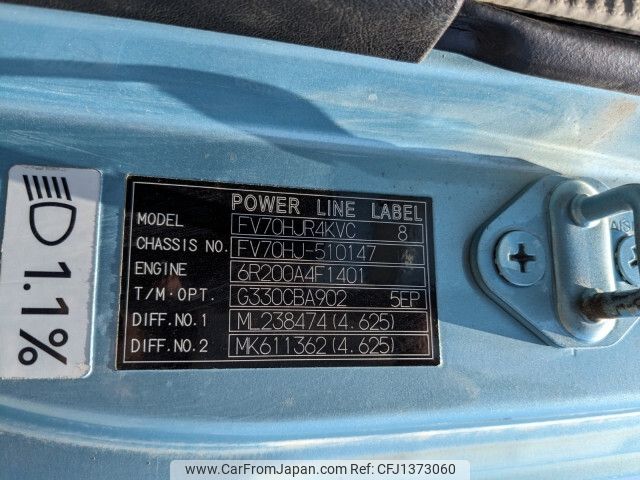 POWER LINE LABEL
MODEL FV70HJR4KVC 8
CHASSIS NO. FV70HJ-510147
ENGINE 6R200A4F1401
T/M·OPT. G330CBA902 5EP
DIFF.NO.1 ML238474(4.625)
DIFF.NO.2 MK611362(4.625)
1.1%
www.CarFromJapan.com - CFJ1373060